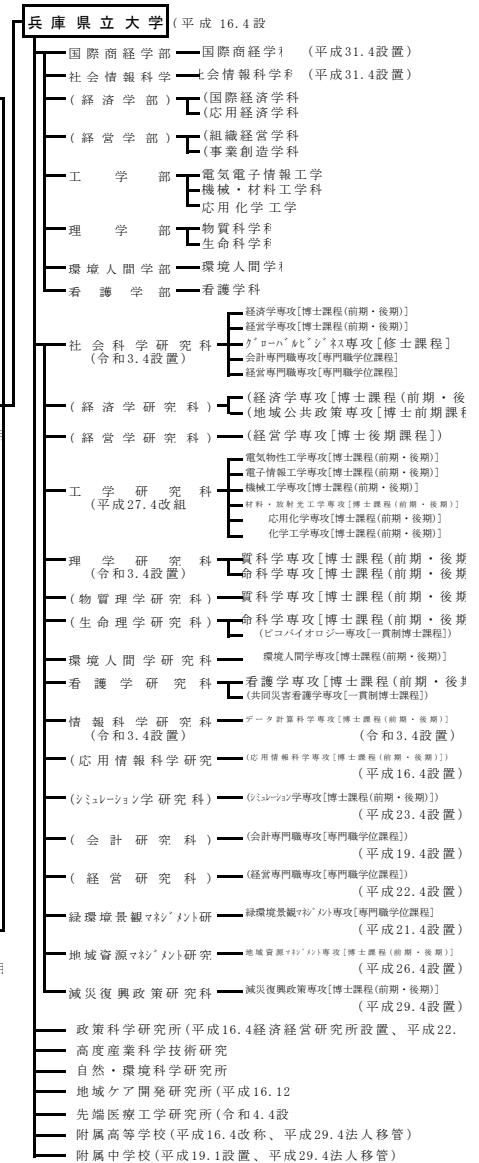 兵庫県立大学 (平成 16.4設
国際商経学部 国際商経学 (平成31.4設置)
社会情報科学 会情報科学 (平成31.4設置)
(経済学部) (国際経済学科
(応用経済学科
(経営学部) (組織経営学科
(事業創造学科
工学部 電気電子情報工学
機械・材料工学科
応用化学工学
理学部 物質科学
生命科学
環境人間学部 環境人間学
看護学部 看護学科
社会科学研究科 経済学専攻[博士課程(前期・後期)]
(令和3.4設置) 経営学専攻[博士課程(前期・後期)]
グローバルビジネス専攻[修士課程]
会計専門職専攻[専門職学位課程]
経営専門職専攻[専門職学位課程]
(経済学研究科) (経済学専攻[博士課程(前期・後
(地域公共政策専攻[博士前期課
(経営学研究科) (経営学専攻[博士後期課程])
工学研究科 電気物性工学専攻[博士課程(前期・後期)]
(平成27.4改組 電子情報工学専攻[博士課程(前期・後期)]
機械工学専攻[博士課程(前期・後期)]
材料・放射光工学専攻[博士課程(前期・後期)]
応用化学専攻[博士課程(前期・後期)]
化学工学専攻[博士課程(前期・後期)]
理学研究科 質科学専攻[博士課程(前期・後期
(令和3.4設置) 命科学専攻[博士課程(前期・後期
(物質理学研究科) 質科学専攻[博士課程(前期・後期
(生命理学研究科) 命科学専攻[博士課程(前期・後期
(ピコバイオロジー専攻[一貫制博士課程])
環境人間学研究科 環境人間学専攻[博士課程(前期・後期)]
看護学研究科 看護学専攻[博士課程(前期・後
(共同災害看護学専攻[一貫制博士課程])
情報科学研究科 データ計算科学専攻[博士課程(前期・後期)]
(令和3.4設置) (令和3.4設置)
(応用情報科学研究 (応用情報科学専攻[博士課程(前期・後期)])
(平成16.4設置)
(シミュレーション学研究科) (シミュレーション学専攻[博士課程(前期・後期)])
(平成23.4設置)
(会計研究科) (会計専門職専攻[専門職学位課程])
(平成19.4設置)
(経営研究科) (経営専門職専攻[専門職学位課程])
(平成22.4設置)
緑環境景観マネジメント研 緑環境景観マネジメント専攻[専門職学位課程]
(平成21.4設置)
地域資源マネジメント研究 地域資源マネジメント専攻[博士課程(前期・後期)]
(平成26.4設置)
減災復興政策研究科 減災復興政策専攻[博士課程(前期・後期)]
(平成29.4設置)
政策科学研究所(平成16.4経済経営研究所設置、平成22.
高度産業科学技術研究
自然・環境科学研究所
地域ケア開発研究所(平成16.12
先端医療工学研究所(令和4.4設
附属高等学校(平成16.4改称、平成29.4法人移管)
附属中学校(平成19.1設置、平成29.4法人移管)